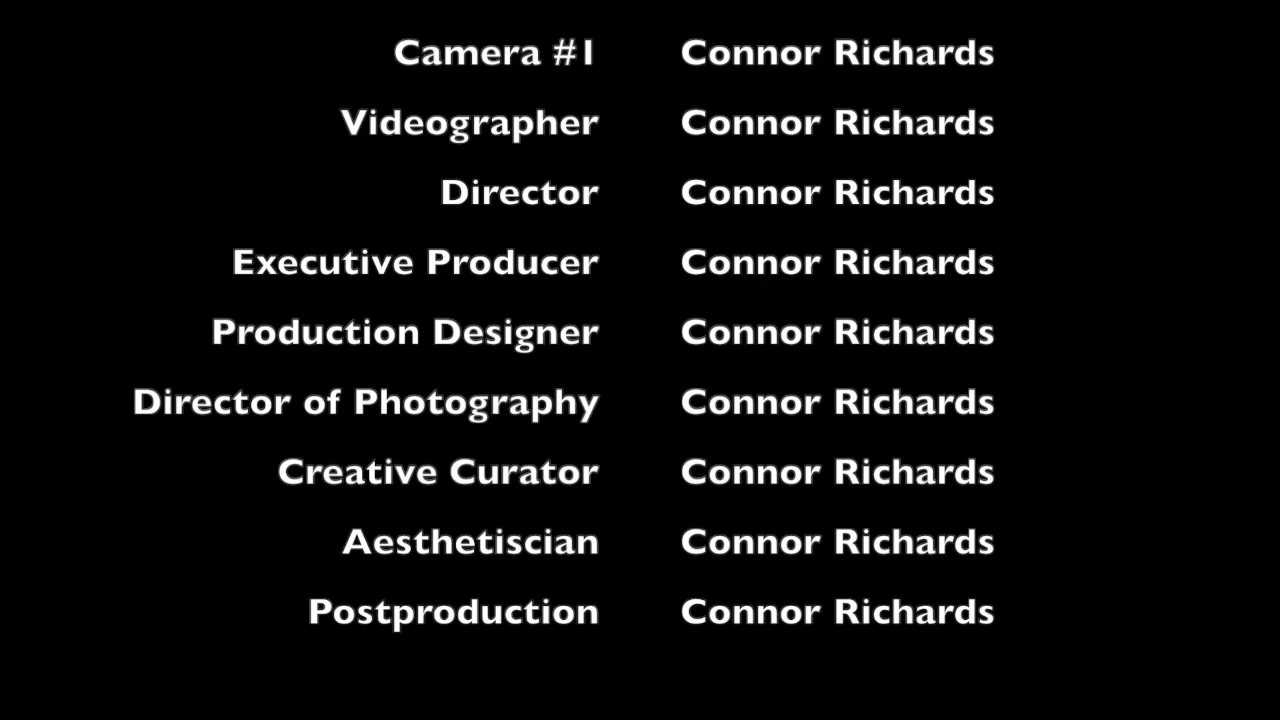 Camera #1 Connor Richards
Videographer Connor Richards
Director Connor Richards
Executive Producer Connor Richards
Production Designer Connor Richards
Director of Photography Connor Richards
Creative Curator Connor Richards
Aesthetiscian Connor Richards
Postproduction Connor Richards